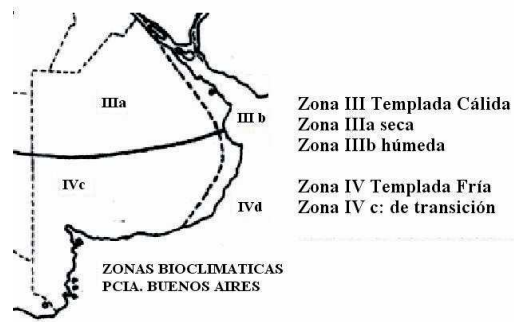 IIIa
III b
IVc
IVd
ZONAS BIOCLIMATICAS
PCIA. BUENOS AIRES
Zona III Templada Cálida
Zona IIIa seca
Zona IIIb húmeda
Zona IV Templada Fría
Zona IV c: de transición